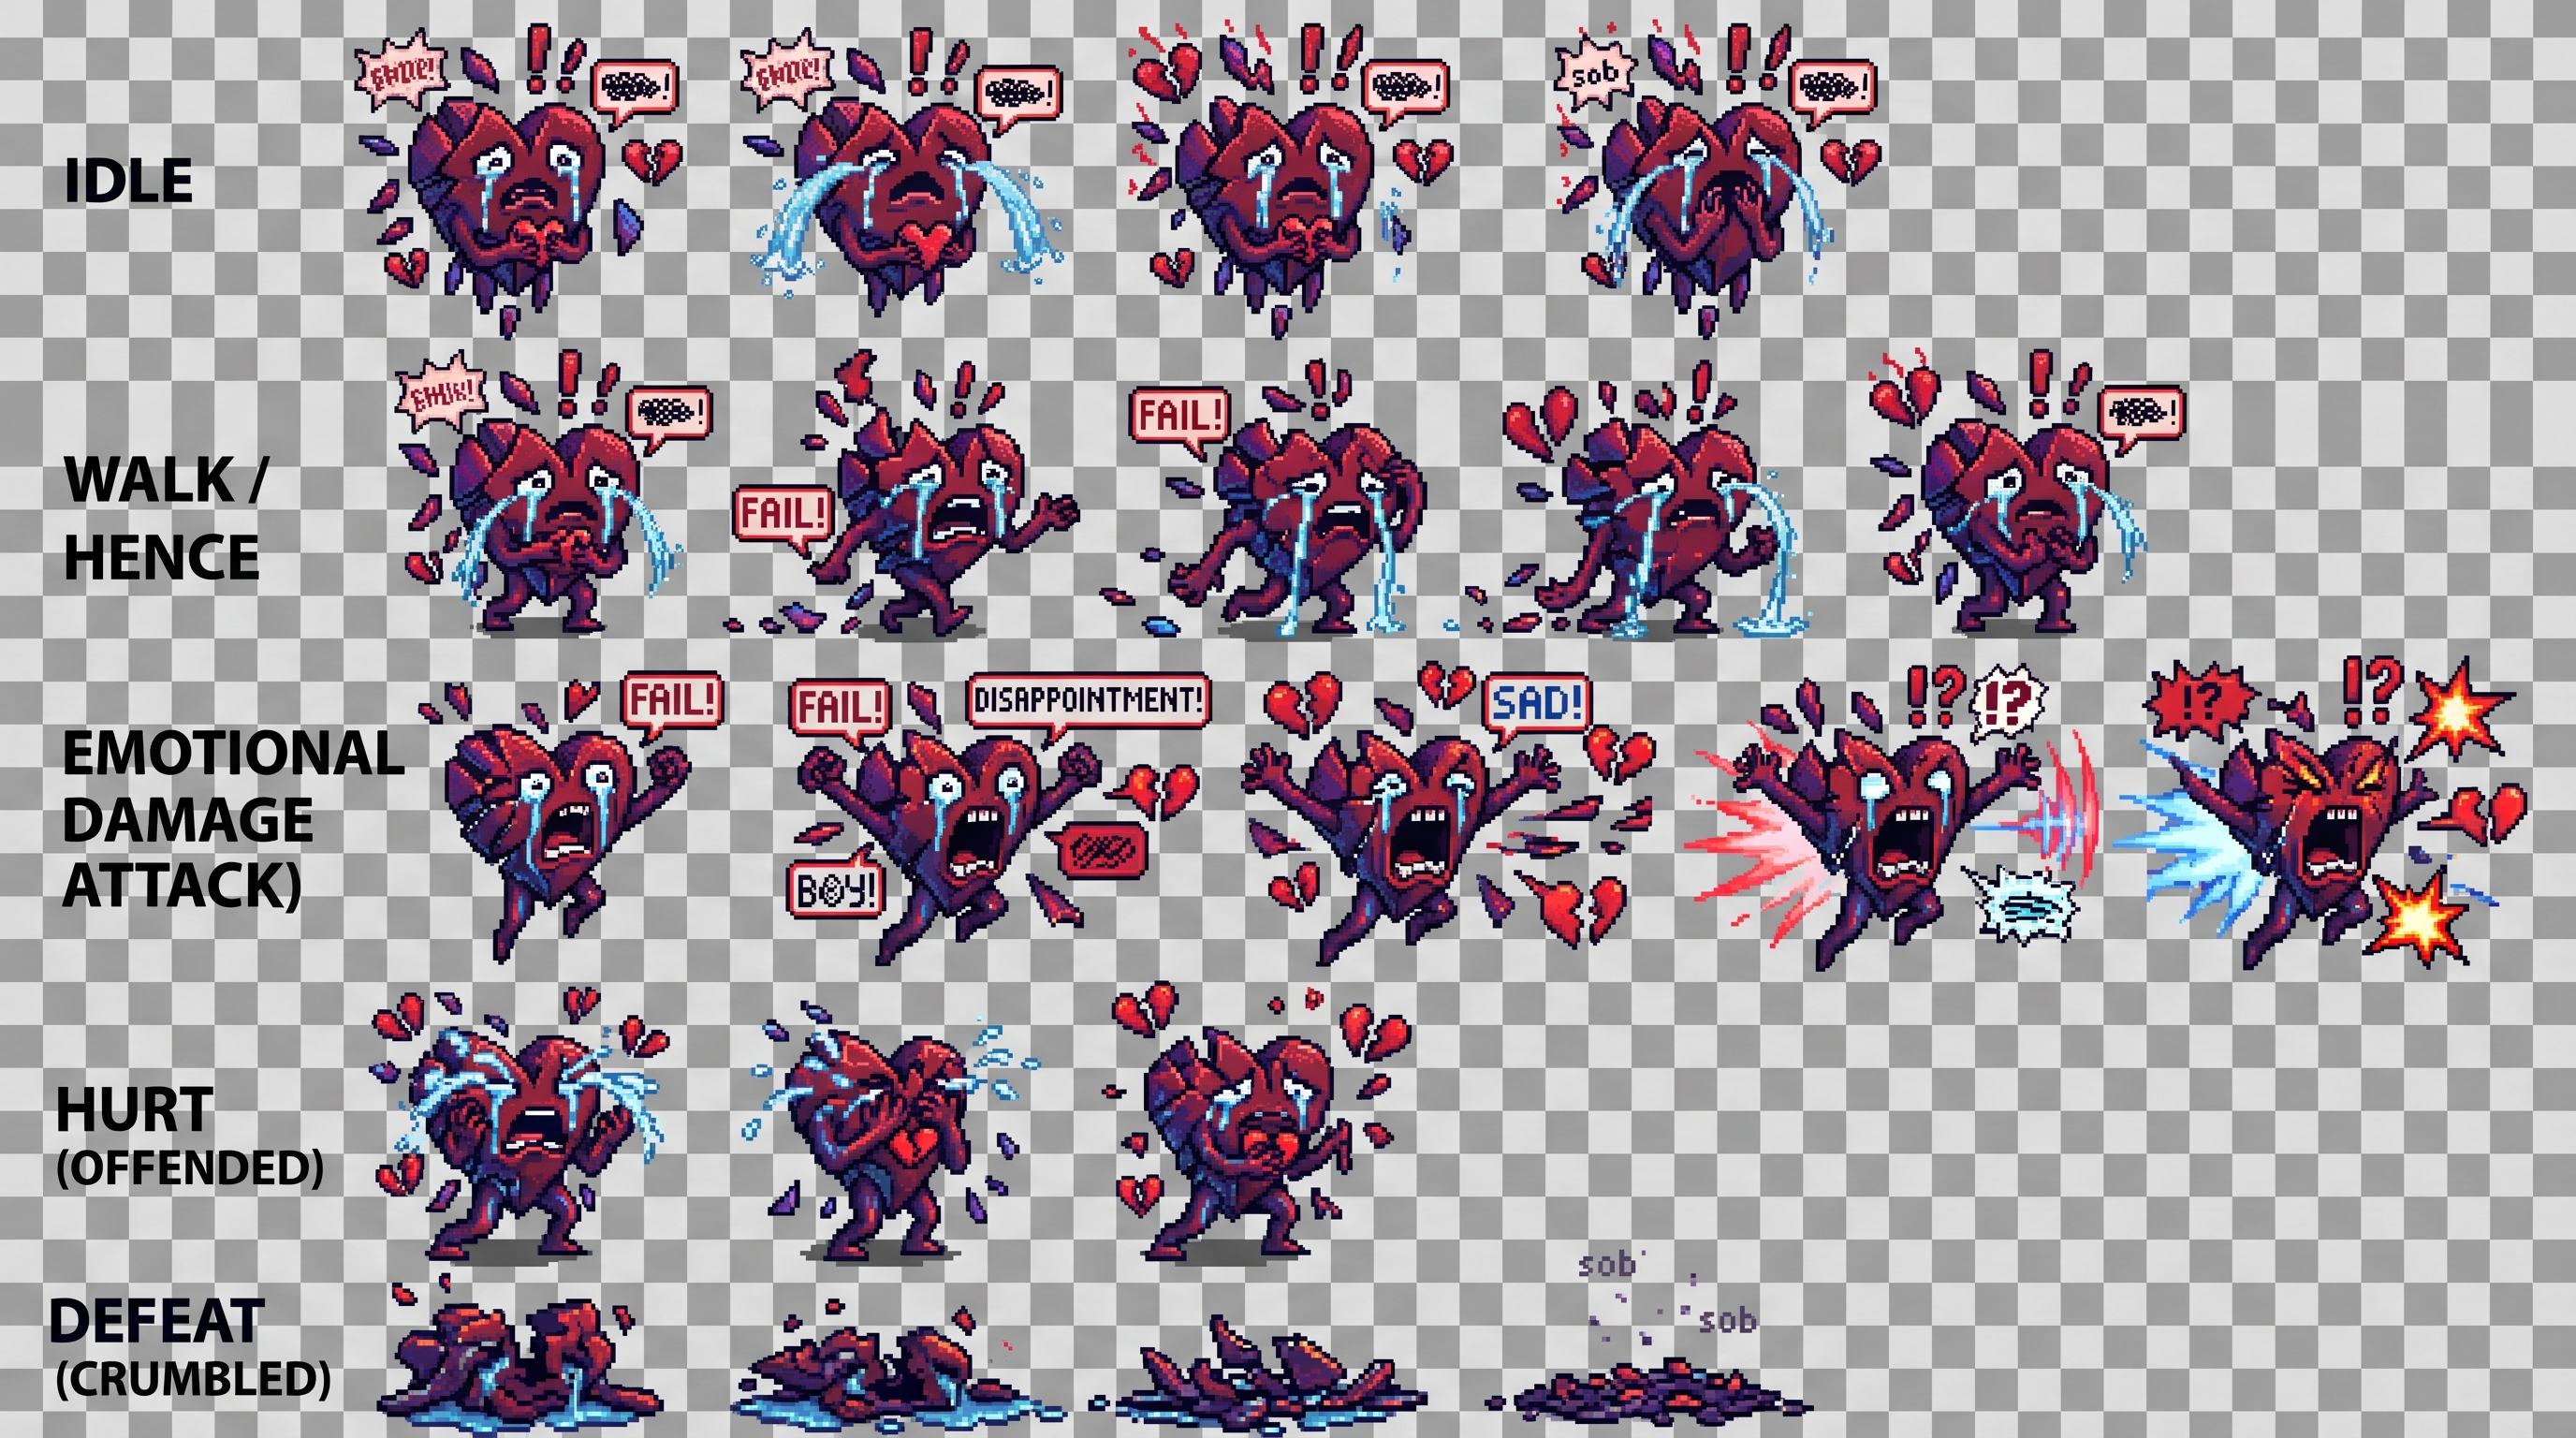 IDLE
sob
WALK /
HENCE
FAIL!
FAIL!
EMOTIONAL
DAMAGE
ATTACK)
FAIL!
FAIL!
DISAPPOINTMENT!
SAD!
!?
!?
!?
!?
HURT
(OFFENDED)
DEFEAT
(CRUMBLED)
sob
sob